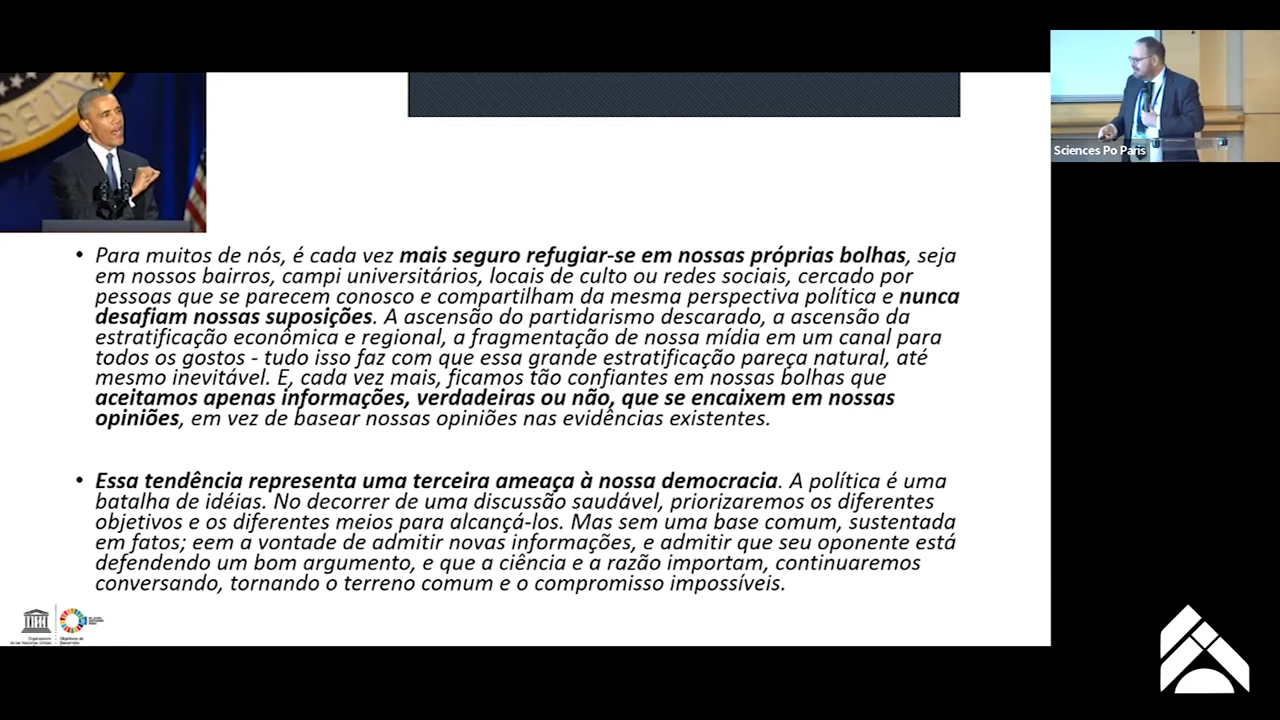 Sciences Po Paris
• Para muitos de nós, é cada vez mais seguro refugiar-se em nossas próprias bolhas, seja
em nossos bairros, campi universitários, locais de culto ou redes sociais, cercado por
pessoas que se parecem conosco e compartilham da mesma perspectiva política e nunca
desafiam nossas suposições. A ascensão do partidarismo descarado, a ascensão da
estratificação econômica e regional, a fragmentação de nossa mídia em um canal para
todos os gostos - tudo isso faz com que essa grande estratificação pareça natural, até
mesmo inevitável. E, cada vez mais, ficamos tão confiantes em nossas bolhas que
aceitamos apenas informações, verdadeiras ou não, que se encaixem em nossas
opiniões, em vez de basear nossas opiniões nas evidências existentes.
• Essa tendência representa uma terceira ameaça à nossa democracia. A política é uma
batalha de idéias. No decorrer de uma discussão saudável, priorizaremos os diferentes
objetivos e os diferentes meios para alcançá-los. Mas sem uma base comum, sustentada
em fatos; eem a vontade de admitir novas informações, e admitir que seu oponente está
defendendo um bom argumento, e que a ciência e a razão importam, continuaremos
conversando, tornando o terreno comum e o compromisso impossíveis.